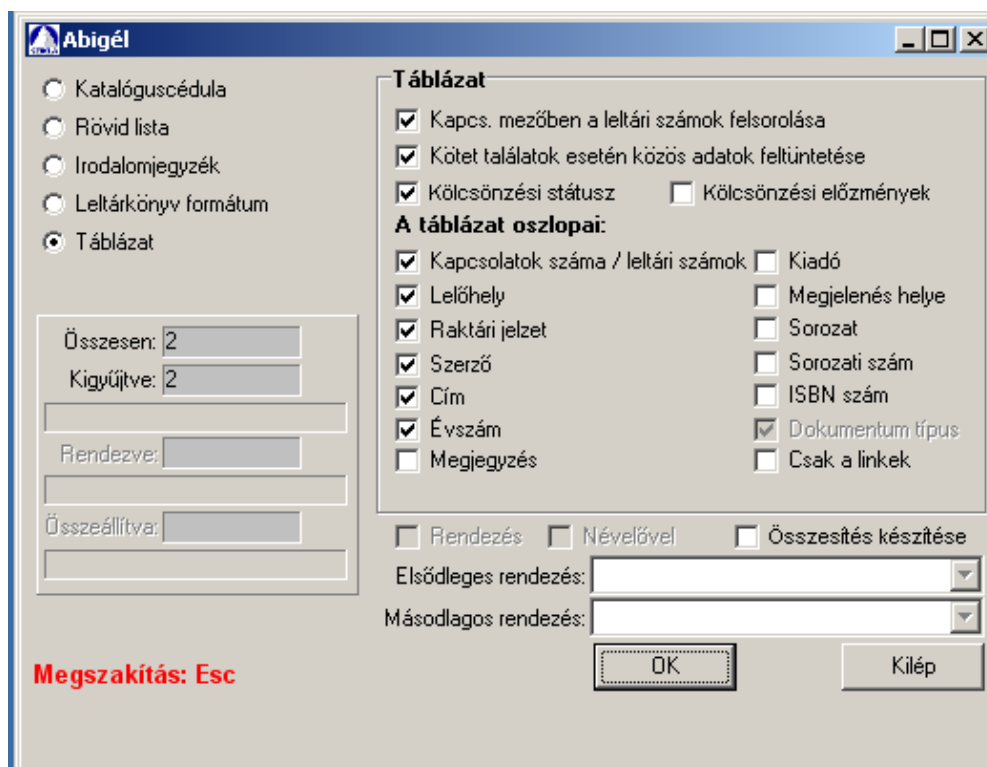 Abigél
Katalóguscédula
Rövid lista
Irodalomjegyzék
Leltárkönyv formátum
Táblázat
Összesen: 2
Kigyűjtve: 2
Rendezve:
Összeállítva:
Megszakítás: Esc
Táblázat
Kapcs. mezőben a leltári számok felsorolása
Kötet találatok esetén közös adatok feltüntetése
Kölcsönzési státusz Kölcsönzési előzmények
A táblázat oszlopai:
Kapcsolatok száma / leltári számok Kiadó
Lelőhely Megjelenés helye
Raktári jelzet Sorozat
Szerző Sorozati szám
Cím ISBN szám
Évszám Dokumentum típus
Megjegyzés Csak a linkek
Rendezés Névelővel Összesítés készítése
Elsődleges rendezés:
Másodlagos rendezés:
OK Kilép